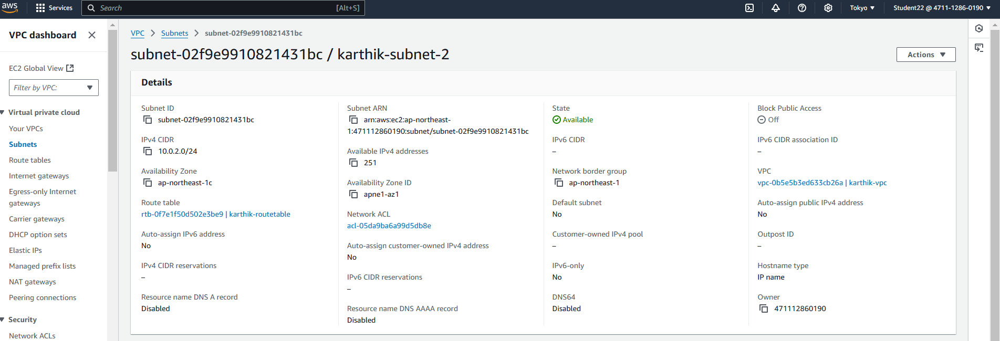 aws
Services
Search
[Alt+S]
Tokyo
Student22 @ 4711-1286-0190
VPC dashboard
EC2 Global View
Filter by VPC:
Virtual private cloud
Your VPCs
Subnets
Route tables
Internet gateways
Egress-only Internet
gateways
Carrier gateways
DHCP option sets
Elastic IPs
Managed prefix lists
NAT gateways
Peering connections
Security
Network ACLs
VPC
Subnets
subnet-02f9e9910821431bc
subnet-02f9e9910821431bc / karthik-subnet-2
Actions
Details
Subnet ID
subnet-02f9e9910821431bc
IPv4 CIDR
10.0.2.0/24
Availability Zone
ap-northeast-1c
Route table
rtb-0f7e1f50d502e3be9 | karthik-routetable
Auto-assign IPv6 address
No
IPv4 CIDR reservations
–
Resource name DNS A record
Disabled
Subnet ARN
arn:aws:ec2:ap-northeast-
1:471112860190:subnet/subnet-02f9e9910821431bc
Available IPv4 addresses
251
Availability Zone ID
apne1-az1
Network ACL
acl-05da9ba6a99d5db8e
Auto-assign customer-owned IPv4 address
No
IPv6 CIDR reservations
–
Resource name DNS AAAA record
Disabled
State
Available
IPv6 CIDR
–
Network border group
ap-northeast-1
Default subnet
No
Customer-owned IPv4 pool
–
IPv6-only
No
DNS64
Disabled
Block Public Access
Off
IPv6 CIDR association ID
–
VPC
vpc-0b5e5b3ed633cb26a | karthik-vpc
Auto-assign public IPv4 address
No
Outpost ID
–
Hostname type
IP name
Owner
471112860190